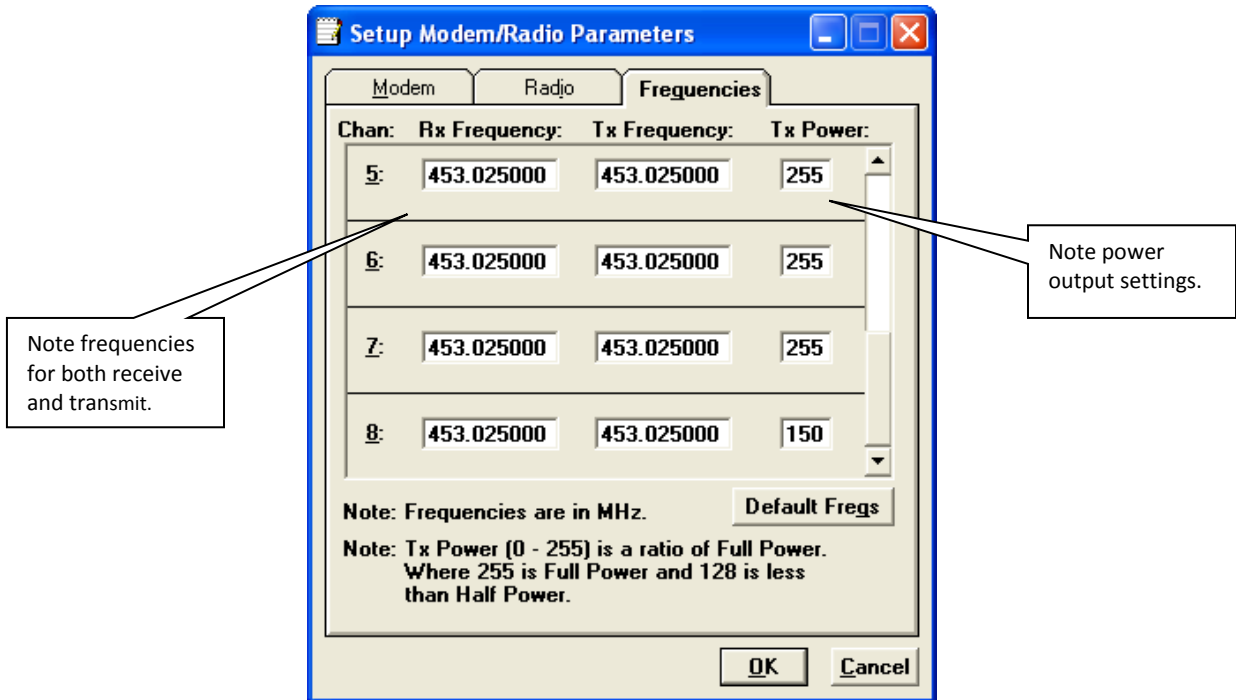 Setup Modem/Radio Parameters
Modem Radio Frequencies
Chan: Rx Frequency: Tx Frequency: Tx Power:
5: 453.025000 453.025000 255
6: 453.025000 453.025000 255
7: 453.025000 453.025000 255
8: 453.025000 453.025000 150
Note: Frequencies are in MHz.
Default Freqs
Note: Tx Power (0 - 255) is a ratio of Full Power.
Where 255 is Full Power and 128 is less
than Half Power.
OK Cancel
Note frequencies
for both receive
and transmit.
Note power
output settings.